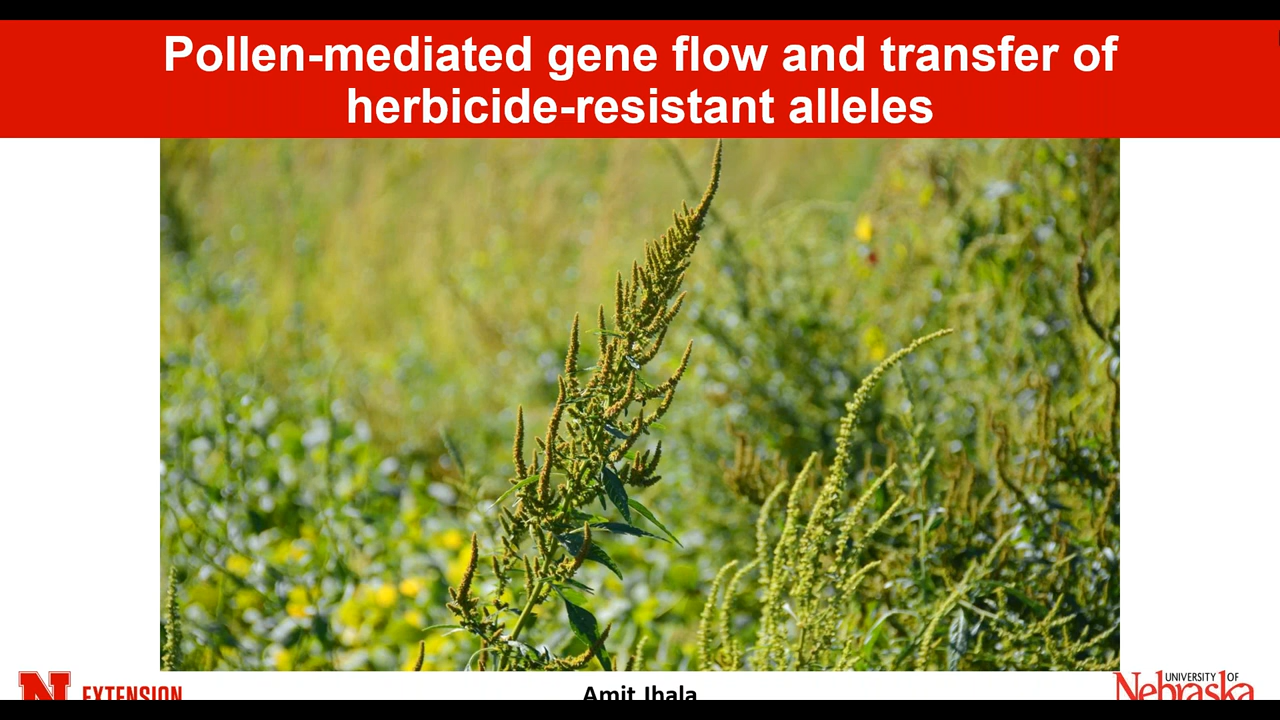 Pollen-mediated gene flow and transfer of
herbicide-resistant alleles
N EXTENSION
Amit Jhala
UNIVERSITY OF
Nebraska